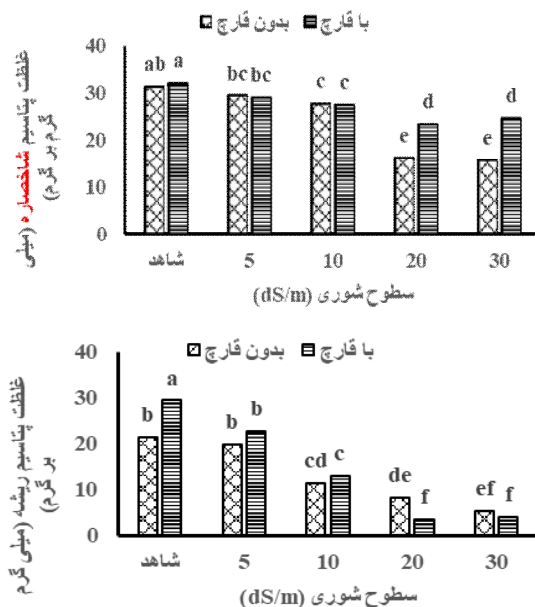 بدون قارچ با قارچ
غلظت پتاسیم شاخصاره (میلی
گرم بر گرم)
40
30
20
10
0
ab a bc bc c c e d e d
شاهد 5 10 20 30
سطوح شوری (dS/m)
بدون قارچ با قارچ
غلظت پتاسیم ریشه (میلی گرم
بر گرم)
40
30
20
10
0
b a b b cd c de f ef f
شاهد 5 10 20 30
سطوح شوری (dS/m)